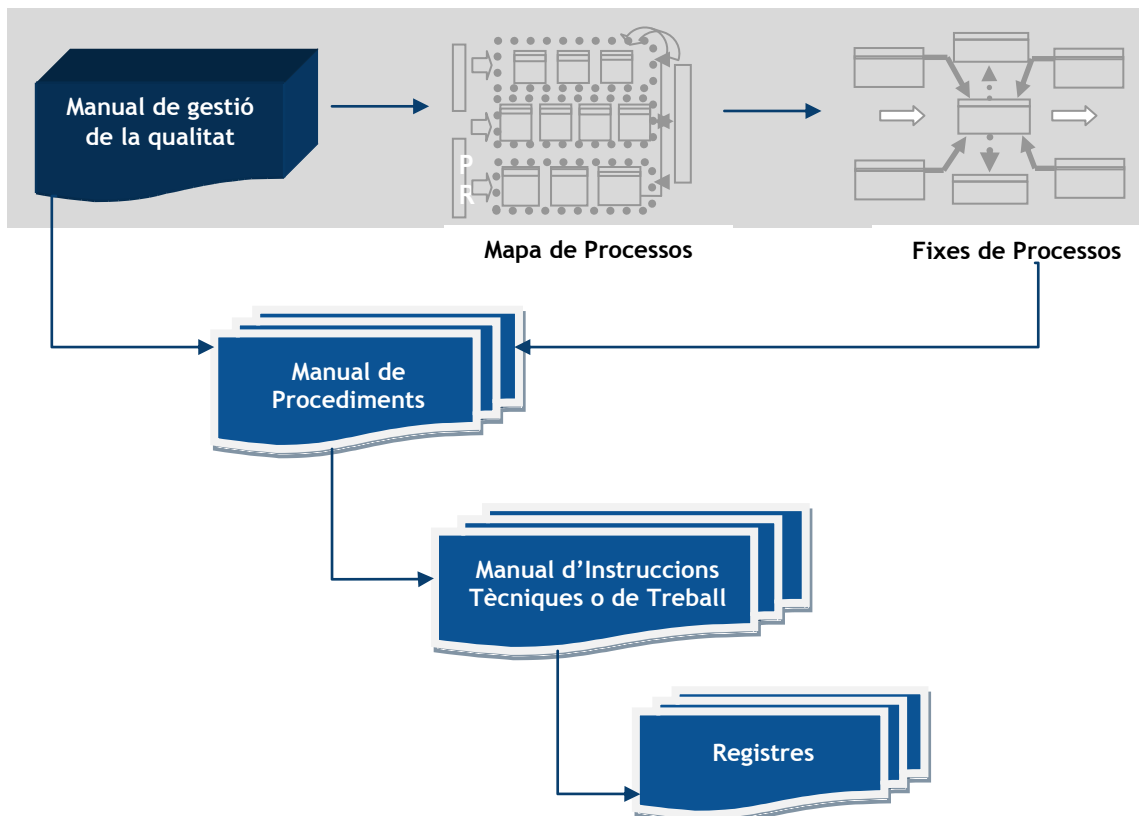 Manual de gestió
de la qualitat
P
R
Mapa de Processos
Fixes de Processos
Manual de
Procediments
Manual d’Instruccions
Tècniques o de Treball
Registres